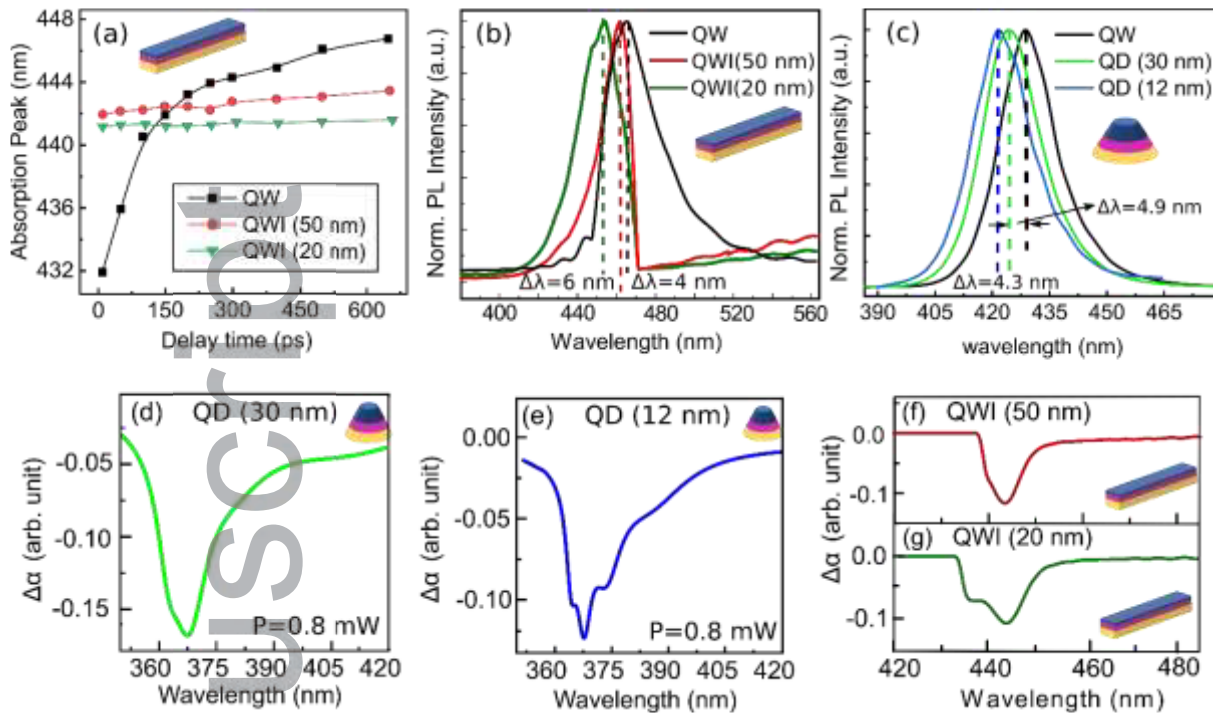 (a)
Absorption Peak (nm)
448
444
440
436
432
QW
QWI (50 nm)
QWI (20 nm)
0 150 300 450 600
Delay time (ps)
(b)
Norm. PL Intensity (a.u.)
QW
QWI(50 nm)
QWI(20 nm)
Δλ=6 nm
Δλ=4 nm
400 440 480 520 560
Wavelength (nm)
(c)
Norm. PL Intensity (a.u.)
QW
QD (30 nm)
QD (12 nm)
Δλ=4.9 nm
Δλ=4.3 nm
390 405 420 435 450 465
wavelength (nm)
(d) QD (30 nm)
Δα (arb. unit)
-0.05
-0.10
-0.15
P=0.8 mW
360 375 390 405 420
Wavelength (nm)
(e) QD (12 nm)
Δα (arb. unit)
0.00
-0.05
-0.10
P=0.8 mW
360 375 390 405 420
Wavelength (nm)
(f) QWI (50 nm)
0.0
-0.1
(g) QWI (20 nm)
0.0
-0.1
Δα (arb. unit)
420 440 460 480
Wavelength (nm)
uscript